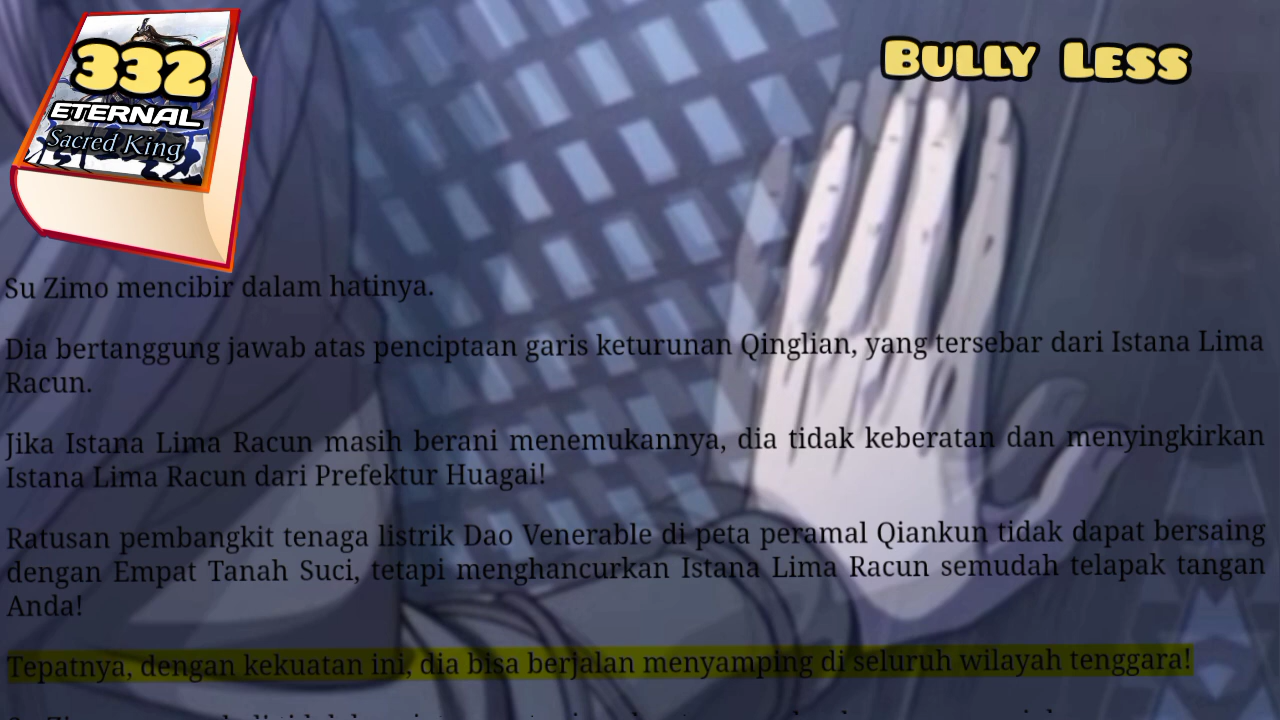 332
ETERNAL
Sacred King
BULLY LESS
Su Zimo mencibir dalam hatinya.
Dia bertanggung jawab atas penciptaan garis keturunan Qinglian, yang tersebar dari Istana Lima
Racun.
Jika Istana Lima Racun masih berani menemukannya, dia tidak keberatan dan menyingkirkan
Istana Lima Racun dari Prefektur Huagai!
Ratusan pembangkit tenaga listrik Dao Venerable di peta peramal Qiankun tidak dapat bersaing
dengan Empat Tanah Suci, tetapi menghancurkan Istana Lima Racun semudah telapak tangan
Anda!
Tepatnya, dengan kekuatan ini, dia bisa berjalan menyamping di seluruh wilayah tenggara!